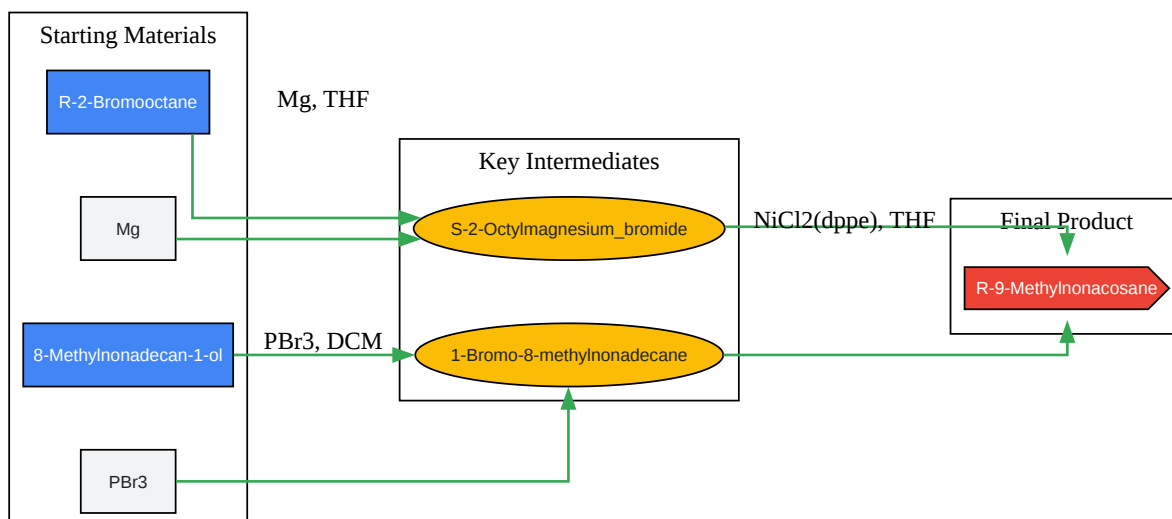 Starting Materials
R-2-Bromooctane
Mg, THF
Key Intermediates
Mg
S-2-Octylmagnesium_bromide
NiCl2(dppe), THF
Final Product
R-9-Methylnonacosane
8-Methylnonadecan-1-ol
PBr3, DCM
1-Bromo-8-methylnonadecane
PBr3